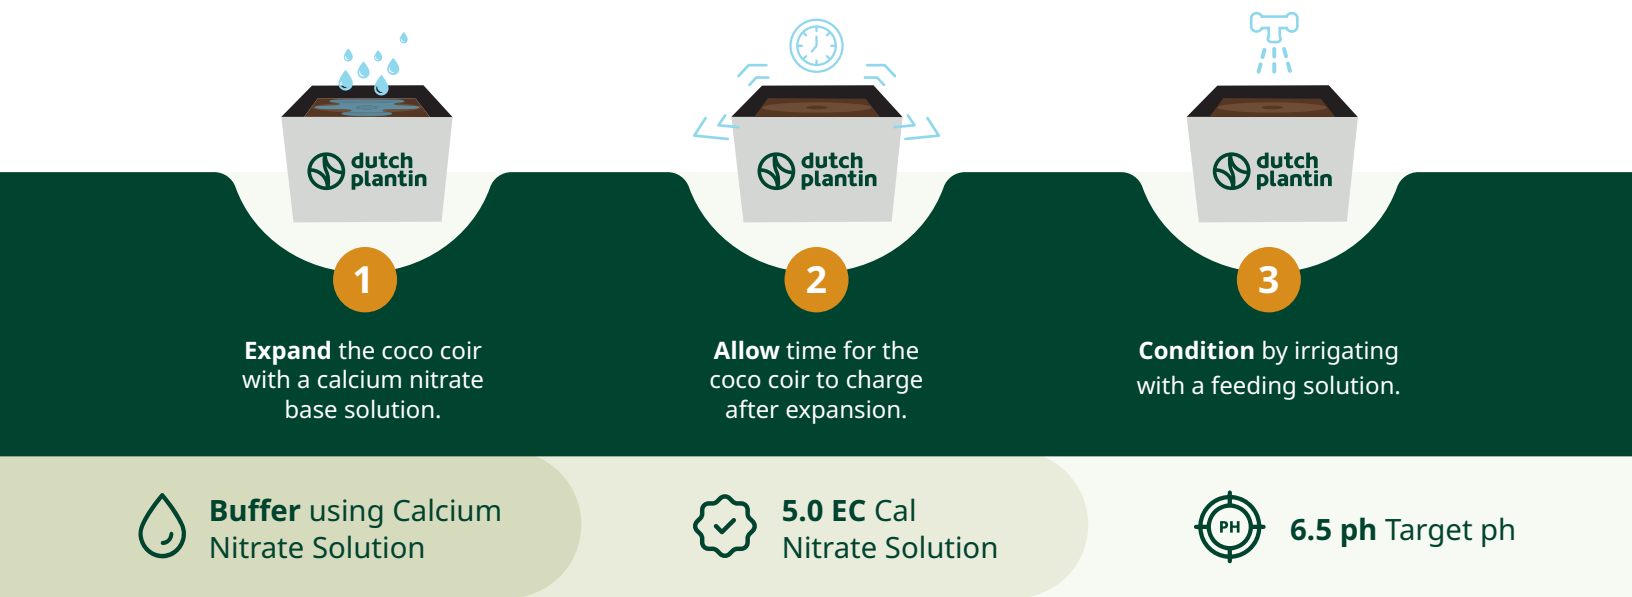 dutch
plantin
dutch
plantin
dutch
plantin
1
2
3
Expand the coco coir
with a calcium nitrate
base solution.
Allow time for the
coco coir to charge
after expansion.
Condition by irrigating
with a feeding solution.
Buffer using Calcium
Nitrate Solution
5.0 EC Cal
Nitrate Solution
PH
6.5 ph Target ph